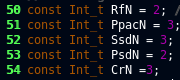 50 const Int_t RfN = 2; /
51 const Int_t PpacN = 3;
52 const Int_t SsdN = 3;
53 const Int_t PsdN = 2;
54 const Int_t CrN =3;